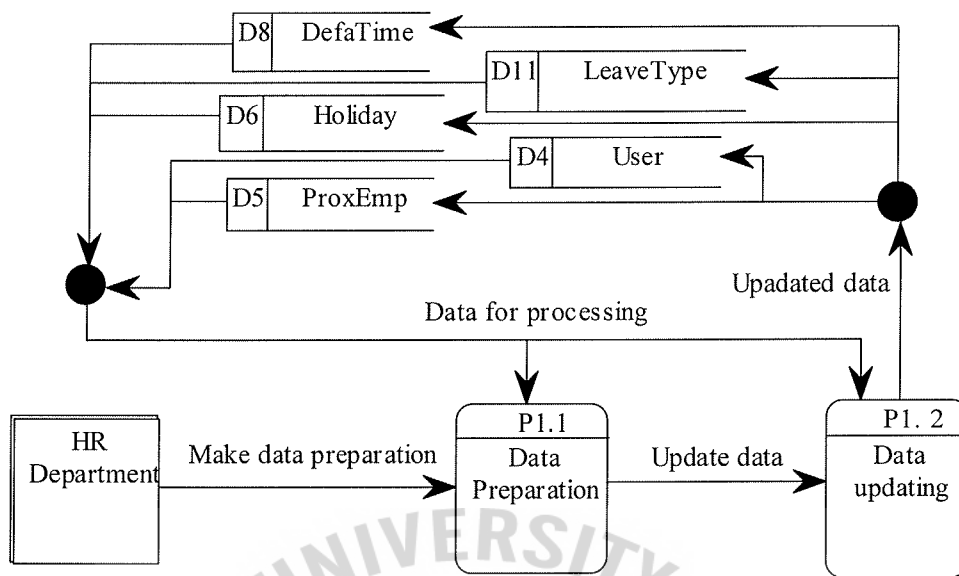 D8 DefaTime
D11 LeaveType
D6 Holiday
D4 User
D5 ProxEmp
Upadated data
Data for processing
HR
Department
Make data preparation
P1.1
Data
Preparation
Update data
P1. 2
Data
updating
UNIVERSITY